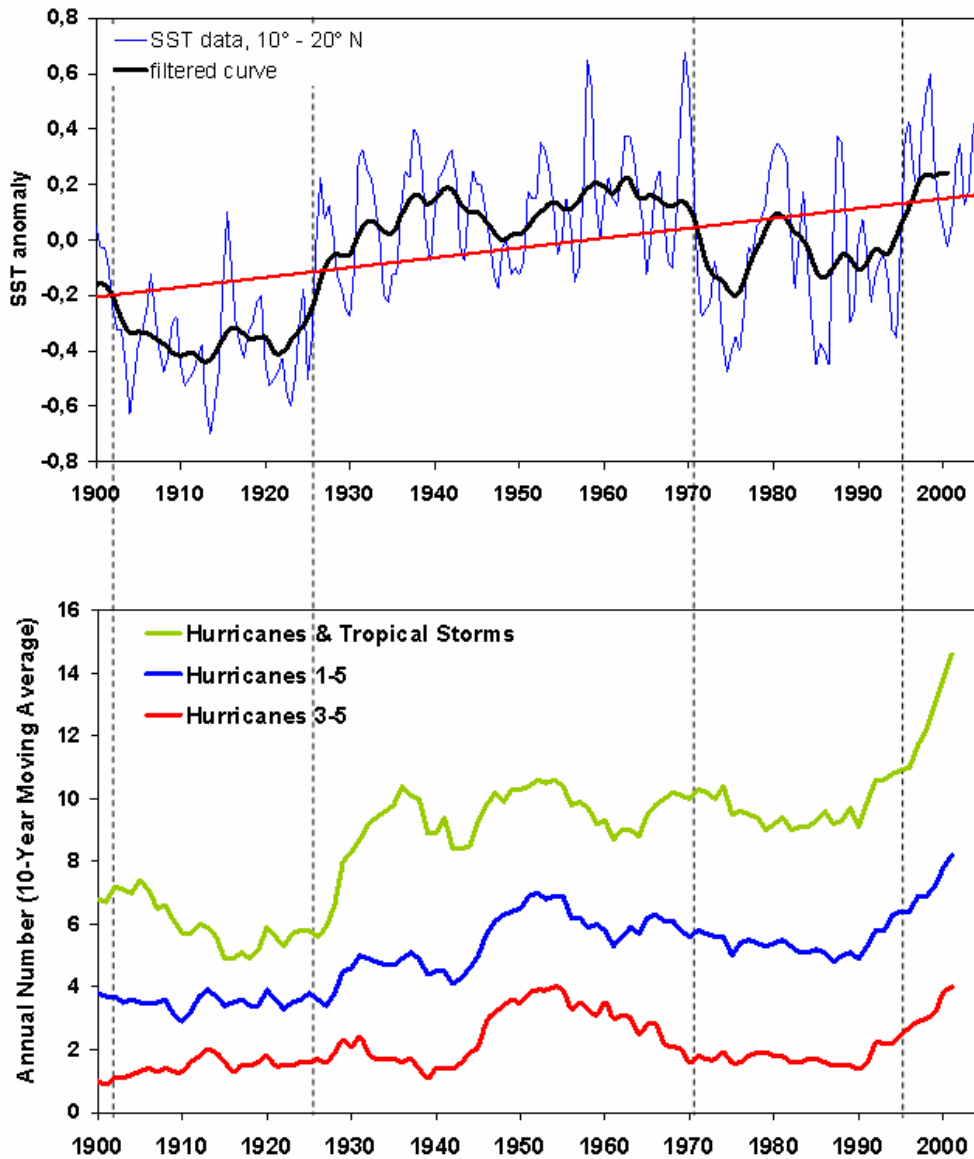 SST anomaly
0,8
0,6
0,4
0,2
0,0
-0,2
-0,4
-0,6
-0,8
SST data, 10° - 20° N
filtered curve
1900 1910 1920 1930 1940 1950 1960 1970 1980 1990 2000
Annual Number (10-Year Moving Average)
16
14
12
10
8
6
4
2
0
Hurricanes & Tropical Storms
Hurricanes 1-5
Hurricanes 3-5
1900 1910 1920 1930 1940 1950 1960 1970 1980 1990 2000